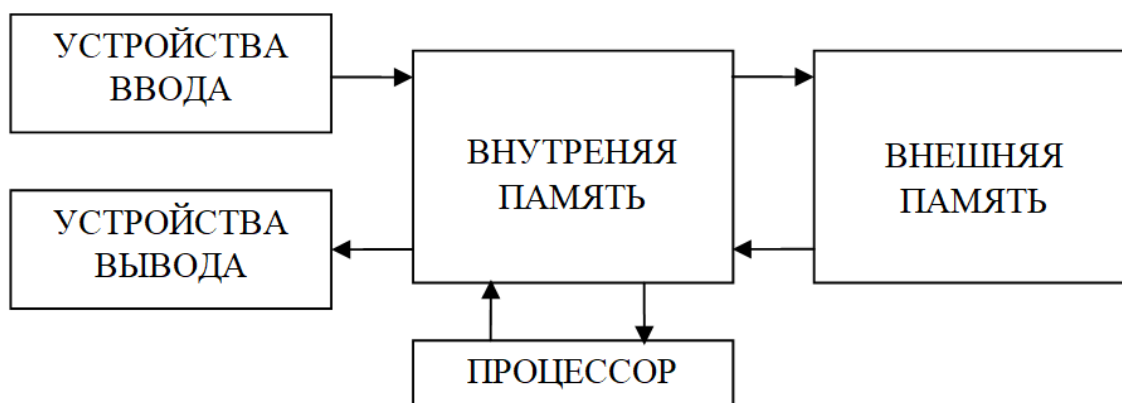 УСТРОЙСТВА
ВВОДА
ВНУТРЕНЯЯ
ПАМЯТЬ
ВНЕШНЯЯ
ПАМЯТЬ
УСТРОЙСТВА
ВЫВОДА
ПРОЦЕССОР